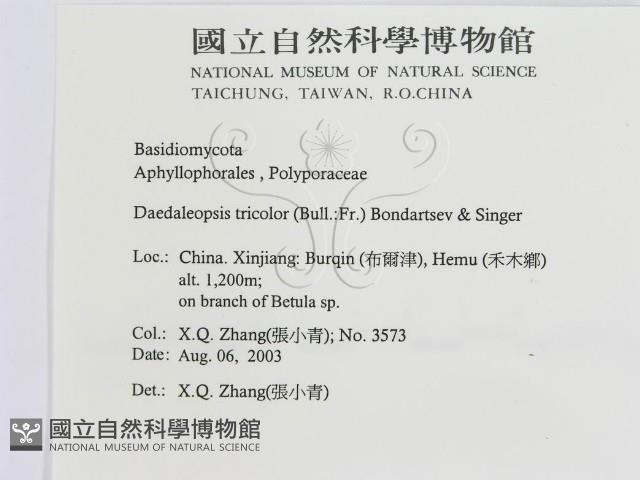 國立自然科學博物館
NATIONAL MUSEUM OF NATURAL SCIENCE
TAICHUNG, TAIWAN, R.O.CHINA
Basidiomycota
Aphyllophorales , Polyporaceae
Daedaleopsis tricolor (Bull.:Fr.) Bondartsev & Singer
Loc.: China. Xinjiang: Burqin (布爾津), Hemu (禾木鄉)
alt. 1,200m;
on branch of Betula sp.
Col.: X.Q. Zhang(張小青); No. 3573
Date: Aug. 06, 2003
Det.: X.Q. Zhang(張小青)
國立自然科學博物館
NATIONAL MUSEUM OF NATURAL SCIENCE